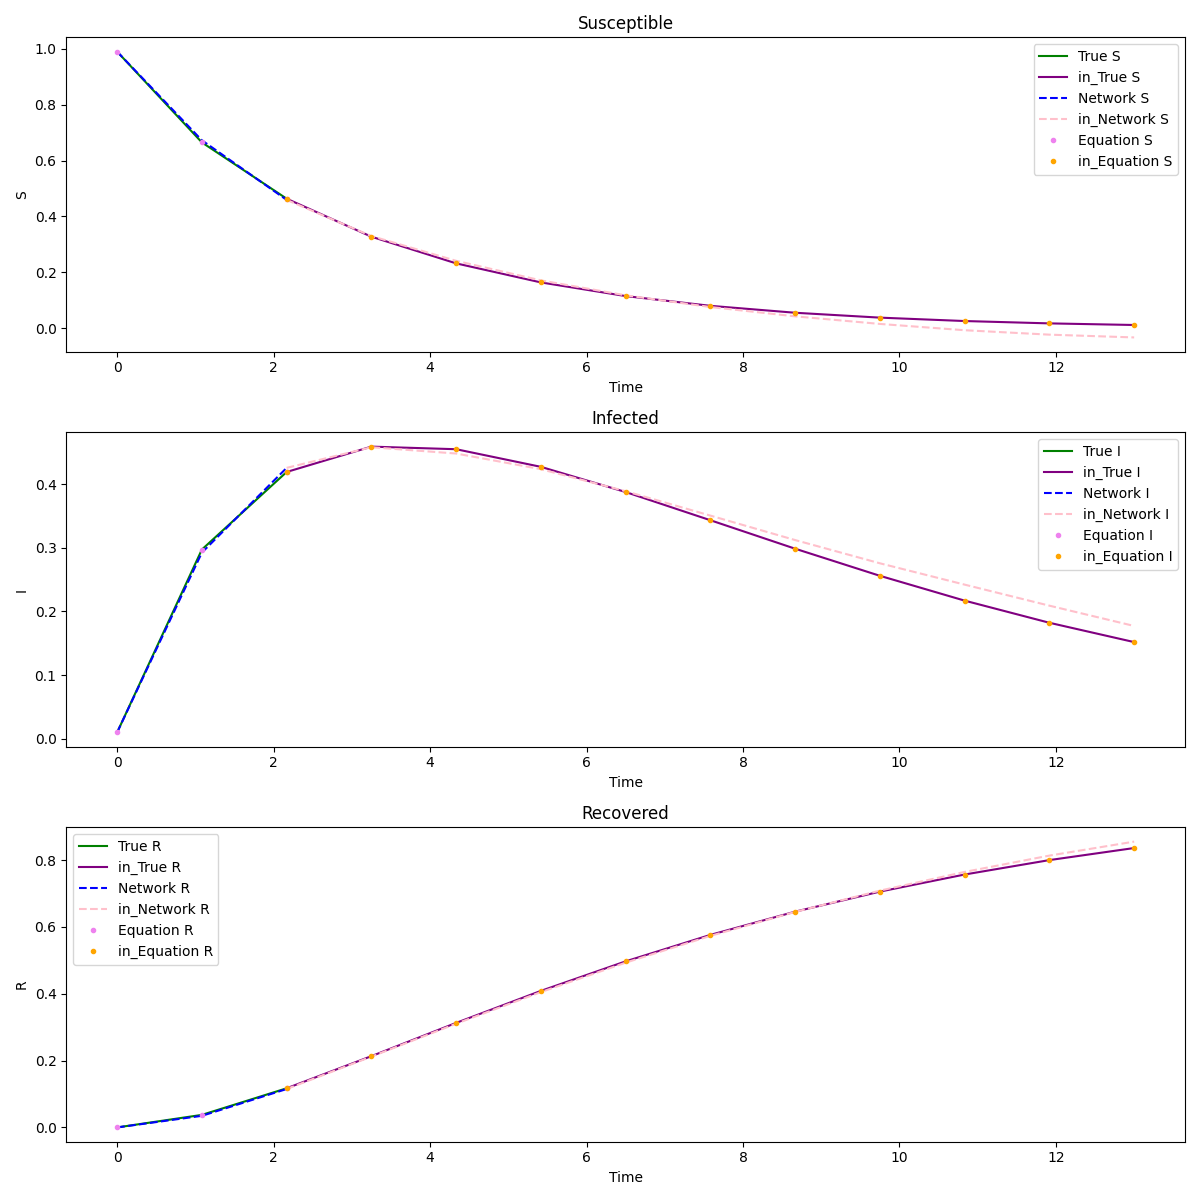 Susceptible
1.0
0.8
0.6
0.4
0.2
0.0
S
True S
in_True S
Network S
in_Network S
Equation S
in_Equation S
0 2 4 6 8 10 12
Time
Infected
0.4
0.3
0.2
0.1
0.0
I
True I
in_True I
Network I
in_Network I
Equation I
in_Equation I
0 2 4 6 8 10 12
Time
Recovered
0.8
0.6
0.4
0.2
0.0
R
True R
in_True R
Network R
in_Network R
Equation R
in_Equation R
0 2 4 6 8 10 12
Time